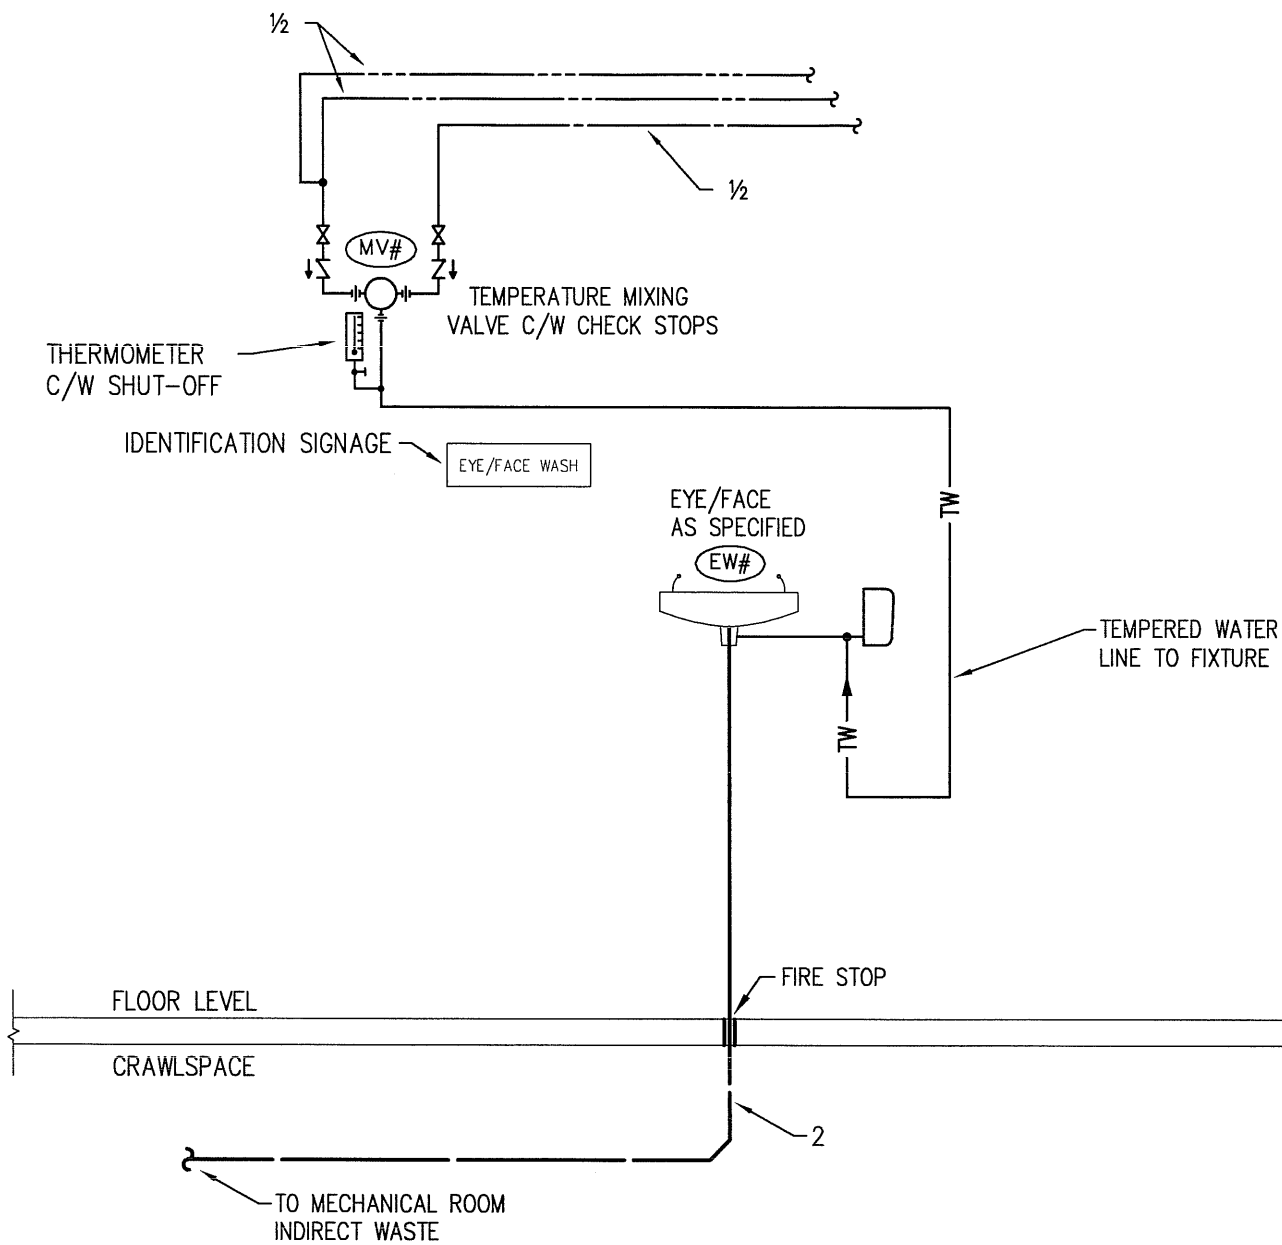 ½
½
MV#
TEMPERATURE MIXING
VALVE C/W CHECK STOPS
THERMOMETER
C/W SHUT-OFF
IDENTIFICATION SIGNAGE
EYE/FACE WASH
EYE/FACE
AS SPECIFIED
EW#
TW
TEMPERED WATER
LINE TO FIXTURE
TW
FIRE STOP
FLOOR LEVEL
CRAWLSPACE
2
TO MECHANICAL ROOM
INDIRECT WASTE